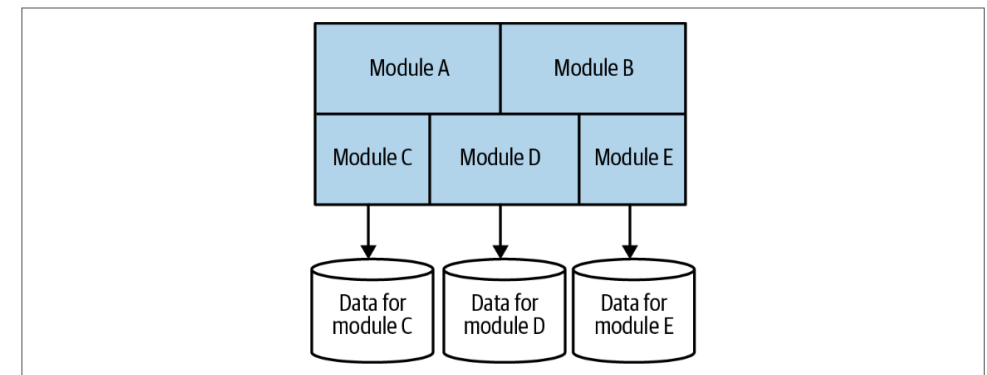 Module A
Module B
Module C
Module D
Module E
Data for
module C
Data for
module D
Data for
module E